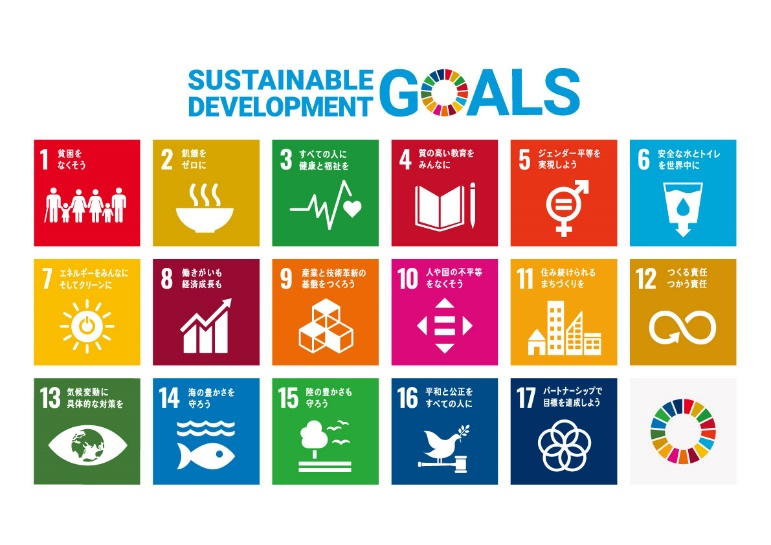 SUSTAINABLE
DEVELOPMENT
GOALS
1 貧困を
なくそう
2 飢餓を
ゼロに
3 すべての人に
健康と福祉を
4 質の高い教育を
みんなに
5 ジェンダー平等を
実現しよう
6 安全な水とトイレ
を世界中に
7 エネルギーをみんなに
そしてクリーンに
8 働きがいも
経済成長も
9 産業と技術革新の
基盤をつくろう
10 人や国の不平等
をなくそう
11 住み続けられる
まちづくりを
12 つくる責任
つかう責任
13 気候変動に
具体的な対策を
14 海の豊かさを
守ろう
15 陸の豊かさも
守ろう
16 平和と公正を
すべての人に
17 パートナーシップで
目標を達成しよう